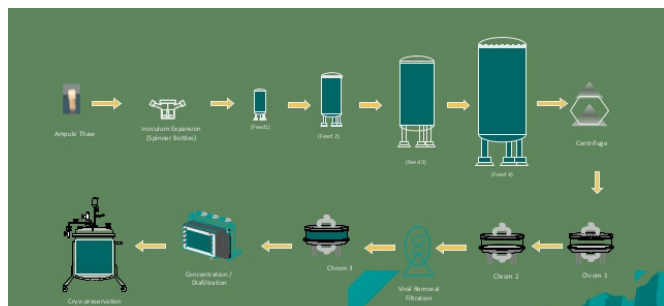 Ampule Thaw
Inoculum Expansion
(Spinner Bottles)
(Feed1)
(Feed 2)
(Feed 3)
(Feed 4)
Centrifuge
Cryo-preservation
Concentration /
Diafiltration
Chrom 3
Viral Removal
Filtration
Chrom 2
Chrom 1